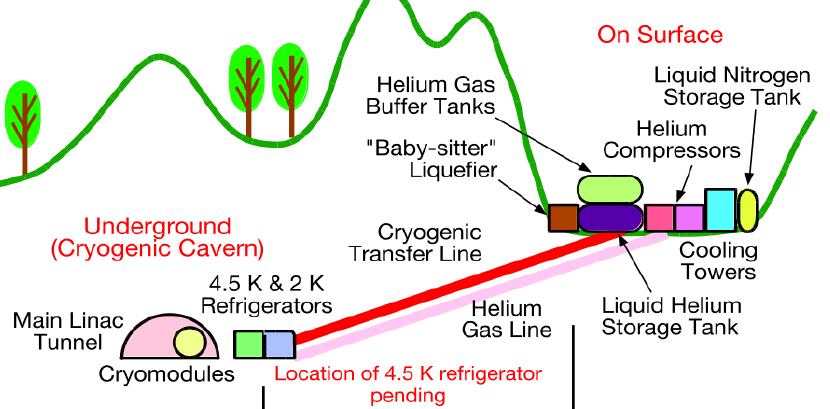 On Surface
Helium Gas
Buffer Tanks
Liquid Nitrogen
Storage Tank
Helium
Compressors
"Baby-sitter"
Liquefier
Underground
(Cryogenic Cavern)
Cryogenic
Transfer Line
Cooling
Towers
4.5 K & 2 K
Refrigerators
Helium
Gas Line
Liquid Helium
Storage Tank
Main Linac
Tunnel
Cryomodules
Location of 4.5 K refrigerator
pending